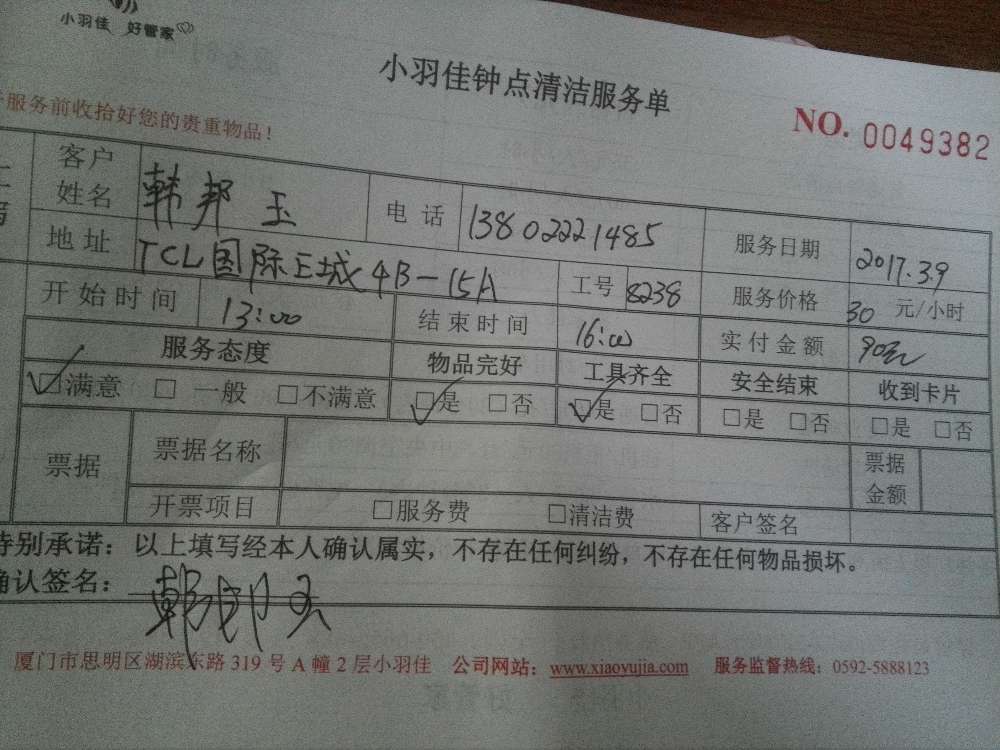 小羽佳 好管家
小羽佳钟点清洁服务单
NO. 0049382
服务前收拾好您的贵重物品！
客户姓名 韩邦玉 电话 13802221485 服务日期 2017.3.9
地址 TCL国际E城4B-15A 工号 8238 服务价格 30 元/小时
开始时间 13:00 结束时间 16:00 实付金额 90元
服务态度 物品完好 工具齐全 安全结束 收到卡片
☑满意 □一般 □不满意 ☑是 □否 ☑是 □否 □是 □否 □是 □否
票据 票据名称 票据金额
开票项目 □服务费 □清洁费 客户签名
特别承诺：以上填写经本人确认属实，不存在任何纠纷，不存在任何物品损坏。
确认签名：韩邦玉
厦门市思明区湖滨东路 319 号 A 幢 2 层小羽佳 公司网站：www.xiaoyujia.com 服务监督热线：0592-5888123